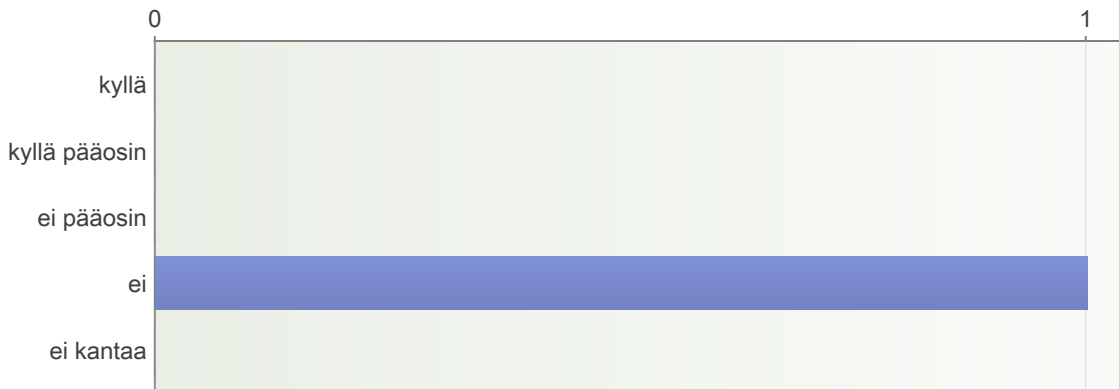 0 1
kyllä
kyllä pääosin
ei pääosin
ei
ei kantaa